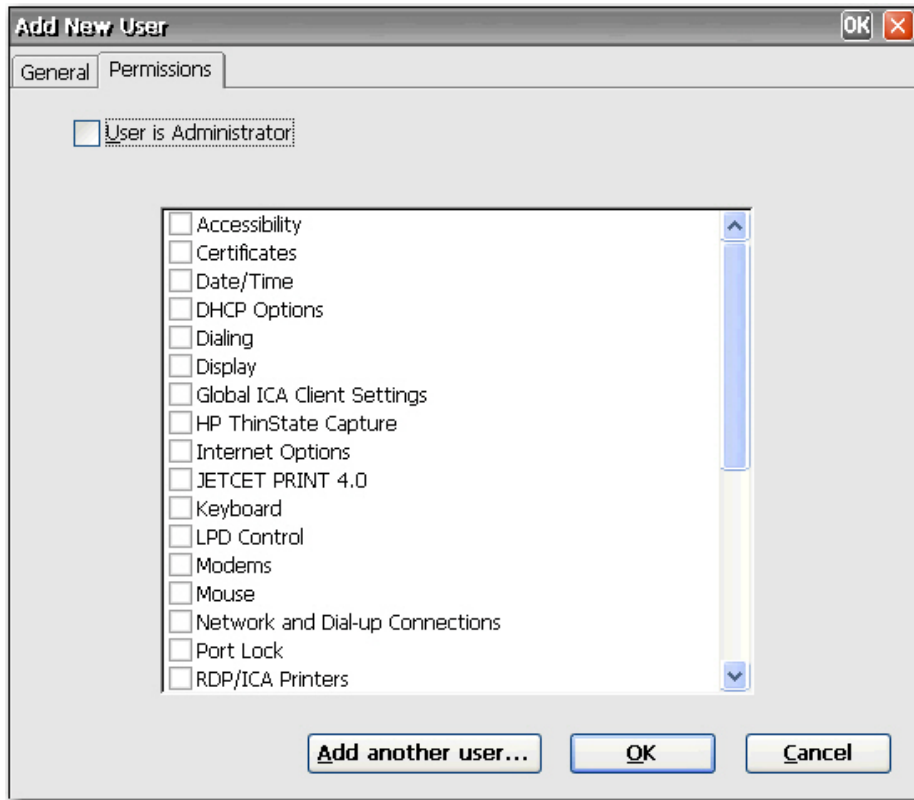 Add New User OK
General Permissions
User is Administrator
Accessibility
Certificates
Date/Time
DHCP Options
Dialing
Display
Global ICA Client Settings
HP ThinState Capture
Internet Options
JETCET PRINT 4.0
Keyboard
LPD Control
Modems
Mouse
Network and Dial-up Connections
Port Lock
RDP/ICA Printers
Add another user... OK Cancel